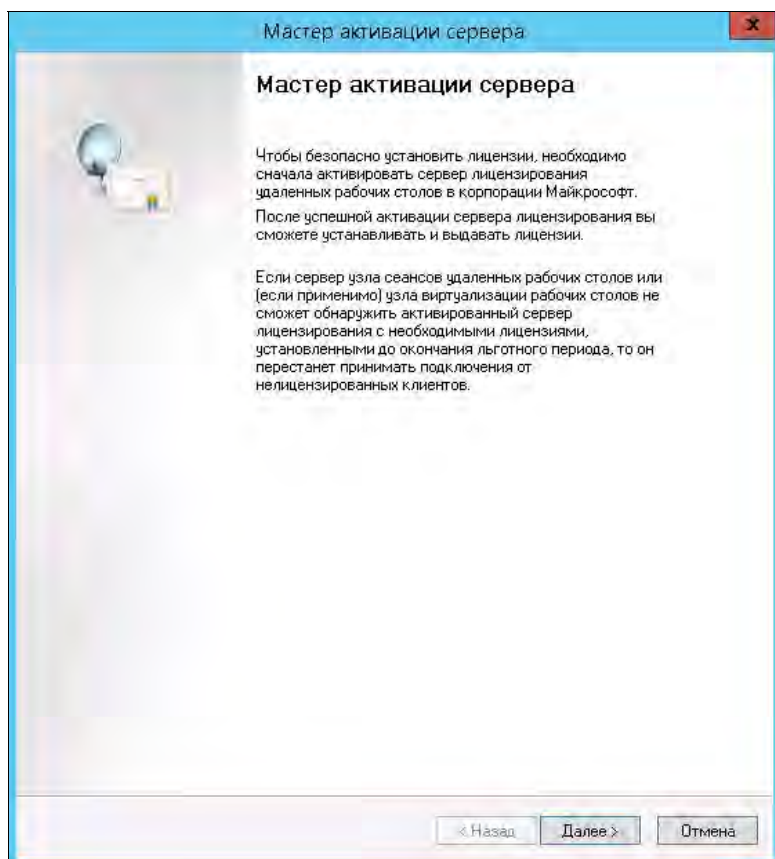 Мастер активации сервера
x
Мастер активации сервера
Чтобы безопасно установить лицензии, необходимо
сначала активировать сервер лицензирования
удаленных рабочих столов в корпорации Майкрософт.
После успешной активации сервера лицензирования вы
сможете устанавливать и выдавать лицензии.
Если сервер узла сеансов удаленных рабочих столов или
(если применимо) узла виртуализации рабочих столов не
сможет обнаружить активированный сервер
лицензирования с необходимыми лицензиями,
установленными до окончания льготного периода, то он
перестанет принимать подключения от
нелицензированных клиентов.
< Назад Далее > Отмена